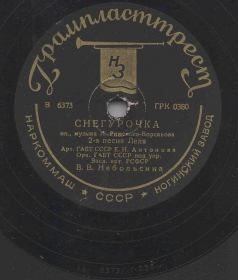 Грампласттрест
НЗ
В 6373 ГРК 0380
СНЕГУРОЧКА
оп., музыка Н. Римского-Корсакова
2-я песня Леля
Арт. ГАБТ СССР Е. И. Антонова
Орк. ГАБТ СССР под упр.
Засл. арт. РСФСР
В. В. Небольсина
НАРКОММАШ СССР НОГИНСКИЙ ЗАВОД